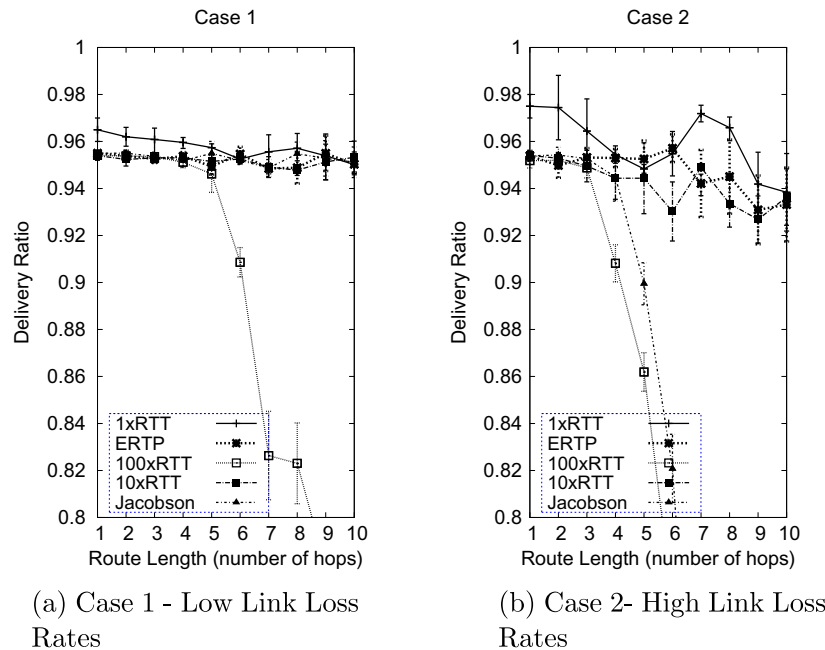 Case 1
1
0.98
0.96
0.94
0.92
0.9
0.88
0.86
0.84
0.82
0.8
Delivery Ratio
1xRTT
ERTP
100xRTT
10xRTT
Jacobson
1 2 3 4 5 6 7 8 9 10
Route Length (number of hops)
(a) Case 1 - Low Link Loss
Rates
Case 2
1
0.98
0.96
0.94
0.92
0.9
0.88
0.86
0.84
0.82
0.8
Delivery Ratio
1xRTT
ERTP
100xRTT
10xRTT
Jacobson
1 2 3 4 5 6 7 8 9 10
Route Length (number of hops)
(b) Case 2- High Link Loss
Rates